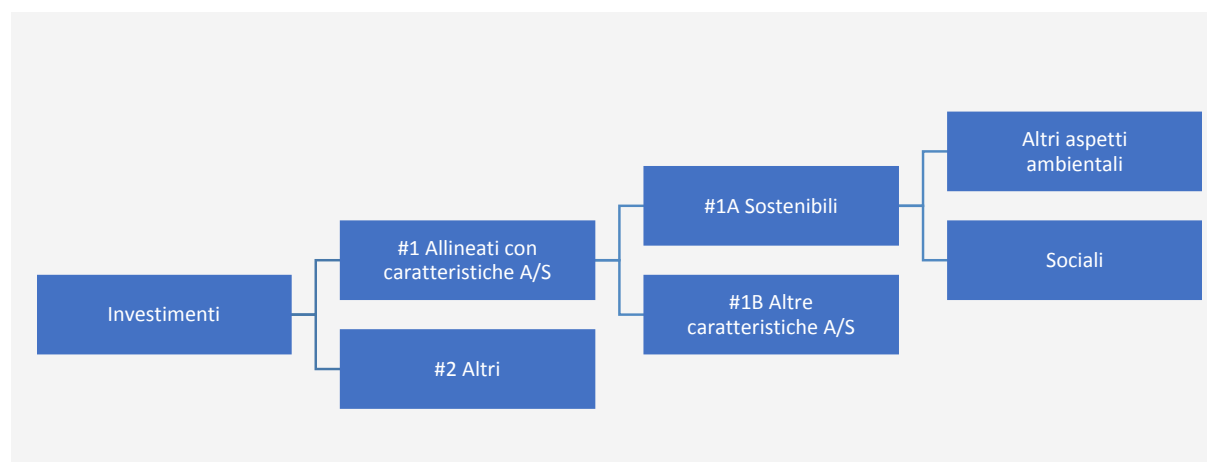 Altri aspetti
ambientali
#1A Sostenibili
#1 Allineati con
caratteristiche A/S
Sociali
Investimenti
#1B Altre
caratteristiche A/S
#2 Altri